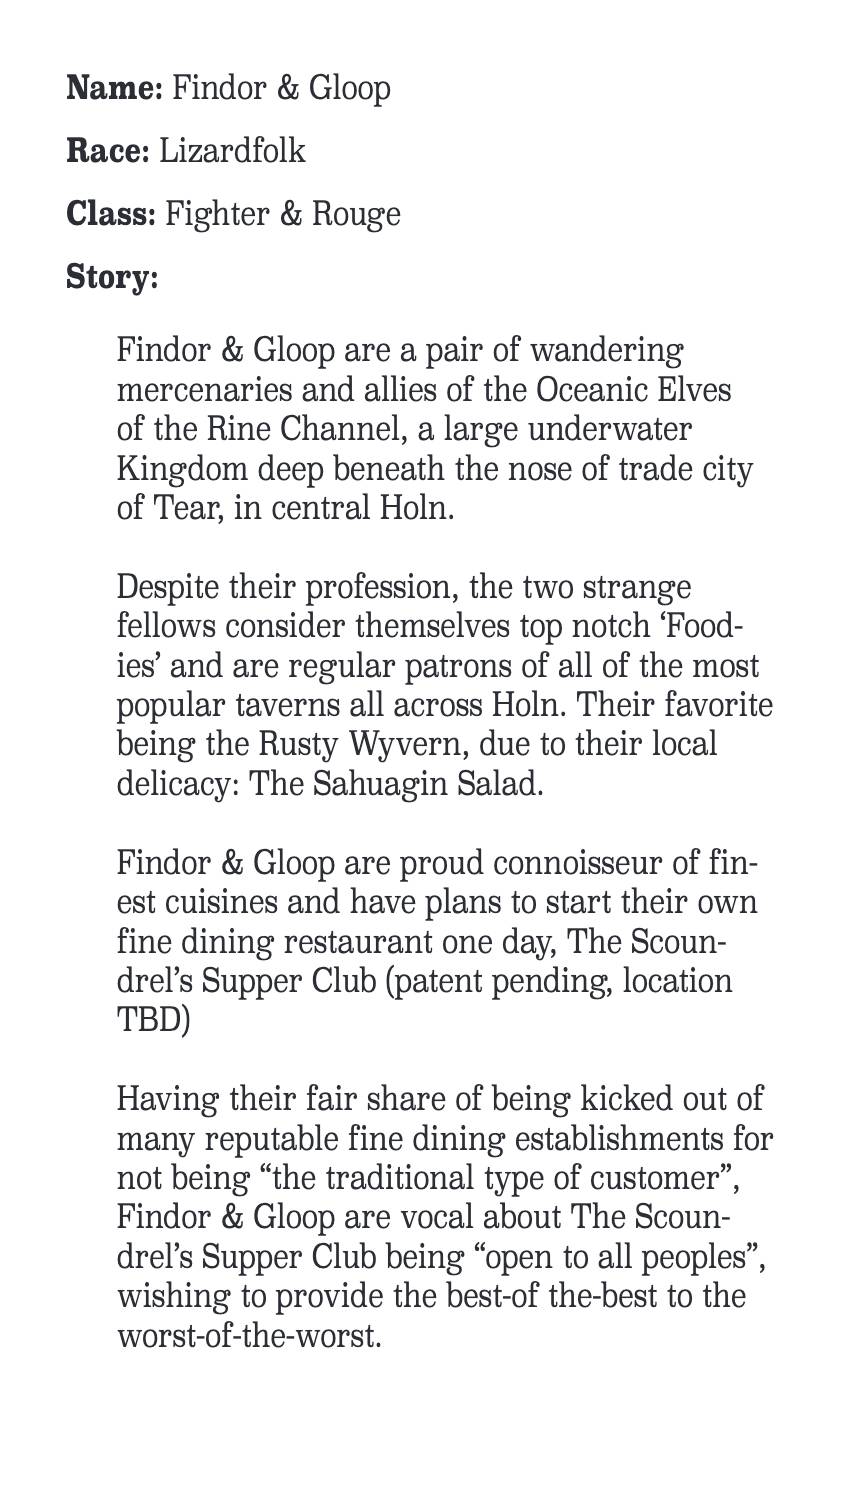 Name: Findor & Gloop
Race: Lizardfolk
Class: Fighter & Rouge
Story:
Findor & Gloop are a pair of wandering
mercenaries and allies of the Oceanic Elves
of the Rine Channel, a large underwater
Kingdom deep beneath the nose of trade city
of Tear, in central Holn.
Despite their profession, the two strange
fellows consider themselves top notch ‘Food-
ies’ and are regular patrons of all of the most
popular taverns all across Holn. Their favorite
being the Rusty Wyvern, due to their local
delicacy: The Sahuagin Salad.
Findor & Gloop are proud connoisseur of fin-
est cuisines and have plans to start their own
fine dining restaurant one day, The Scoun-
drel’s Supper Club (patent pending, location
TBD)
Having their fair share of being kicked out of
many reputable fine dining establishments for
not being “the traditional type of customer”,
Findor & Gloop are vocal about The Scoun-
drel’s Supper Club being “open to all peoples”,
wishing to provide the best-of the-best to the
worst-of-the-worst.